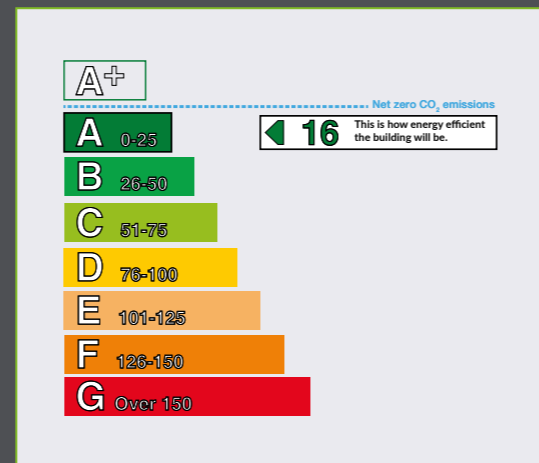 A+
Net zero CO₂ emissions
A 0-25
16 This is how energy efficient
the building will be.
B 26-50
C 51-75
D 76-100
E 101-125
F 126-150
G Over 150